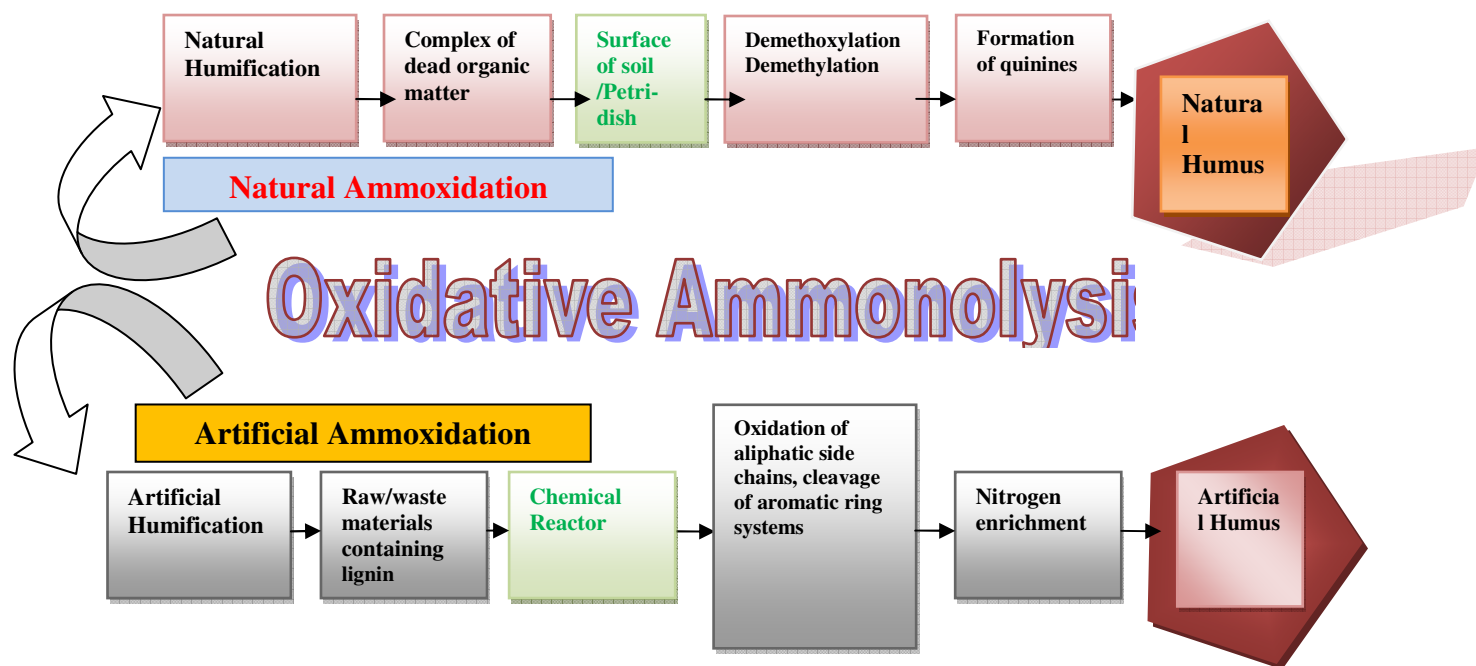 Natural
Humification
Complex of
dead organic
matter
Surface
of soil
/Petri-
dish
Demethoxylation
Demethylation
Formation
of quinines
Natura
l
Humus
Natural Ammoxidation
Oxidative Ammonolysi
Artificial Ammoxidation
Artificial
Humification
Raw/waste
materials
containing
lignin
Chemical
Reactor
Oxidation of
aliphatic side
chains, cleavage
of aromatic ring
systems
Nitrogen
enrichment
Artificia
l Humus